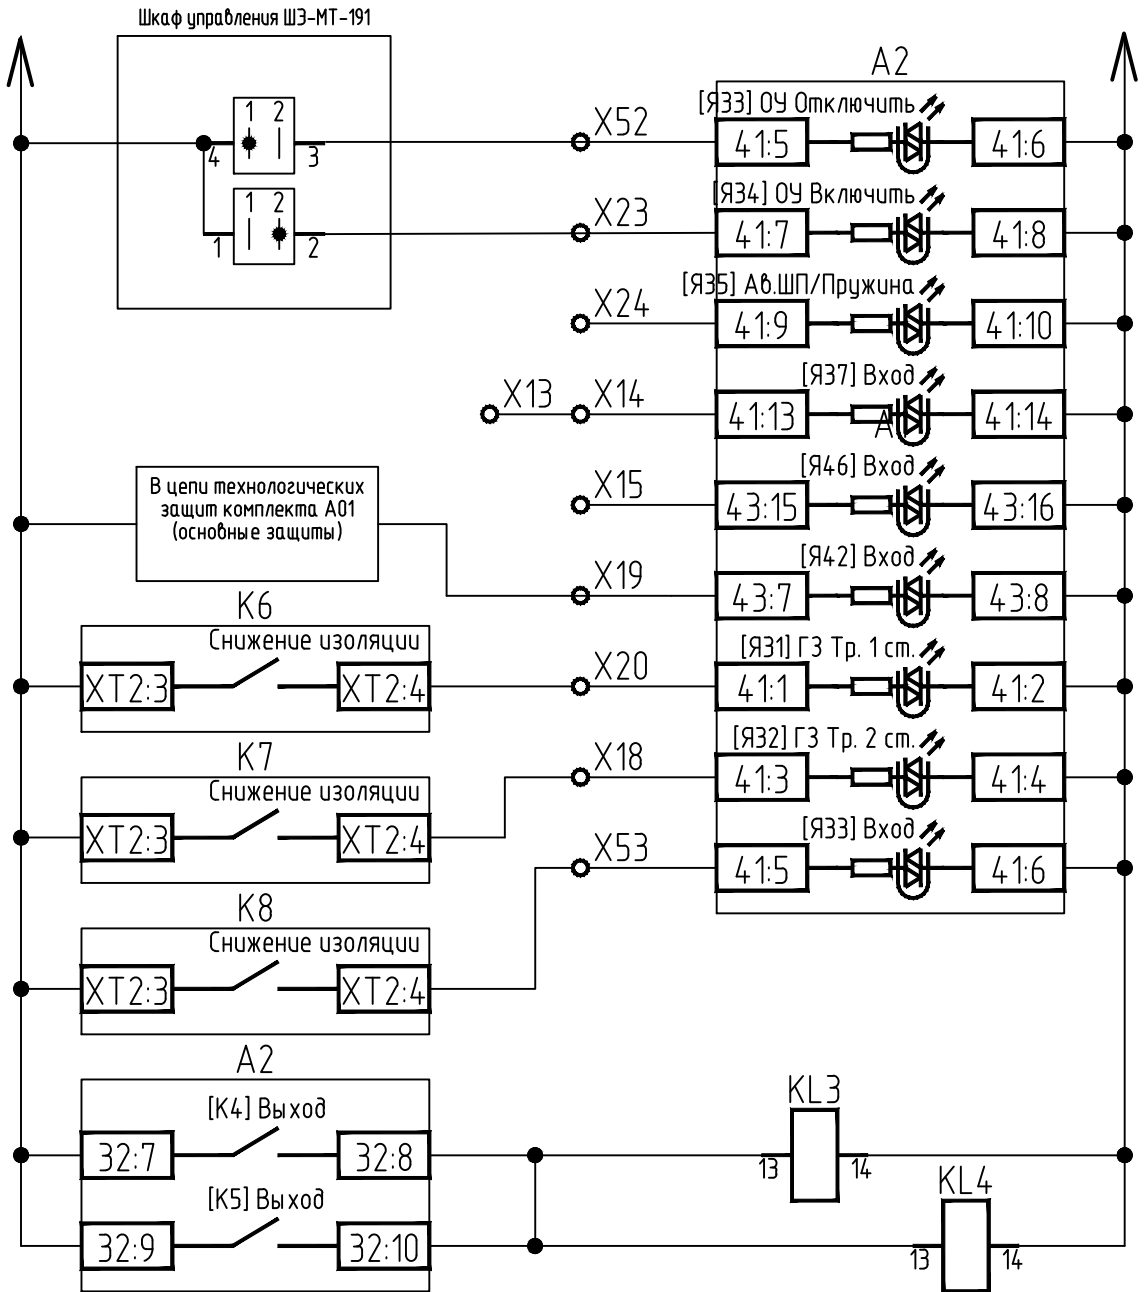 Шкаф управления ШЭ-МТ-191
1 2
4 3
1 2
1 2
A2
[Я33] ОУ Отключить
X52 41:5 41:6
[Я34] ОУ Включить
X23 41:7 41:8
[Я35] Ав.ШП/Пружина
X24 41:9 41:10
[Я37] Вход
X13 X14 41:13 41:14
A
[Я46] Вход
X15 43:15 43:16
В цепи технологических
защит комплекта А01
(основные защиты)
[Я42] Вход
X19 43:7 43:8
K6
Снижение изоляции
XT2:3 XT2:4
[Я31] ГЗ Тр. 1 ст.
X20 41:1 41:2
K7
Снижение изоляции
XT2:3 XT2:4
[Я32] ГЗ Тр. 2 ст.
X18 41:3 41:4
[Я33] Вход
X53 41:5 41:6
K8
Снижение изоляции
XT2:3 XT2:4
A2
[К4] Выход
32:7 32:8
KL3
13 14
[К5] Выход
32:9 32:10
KL4
13 14